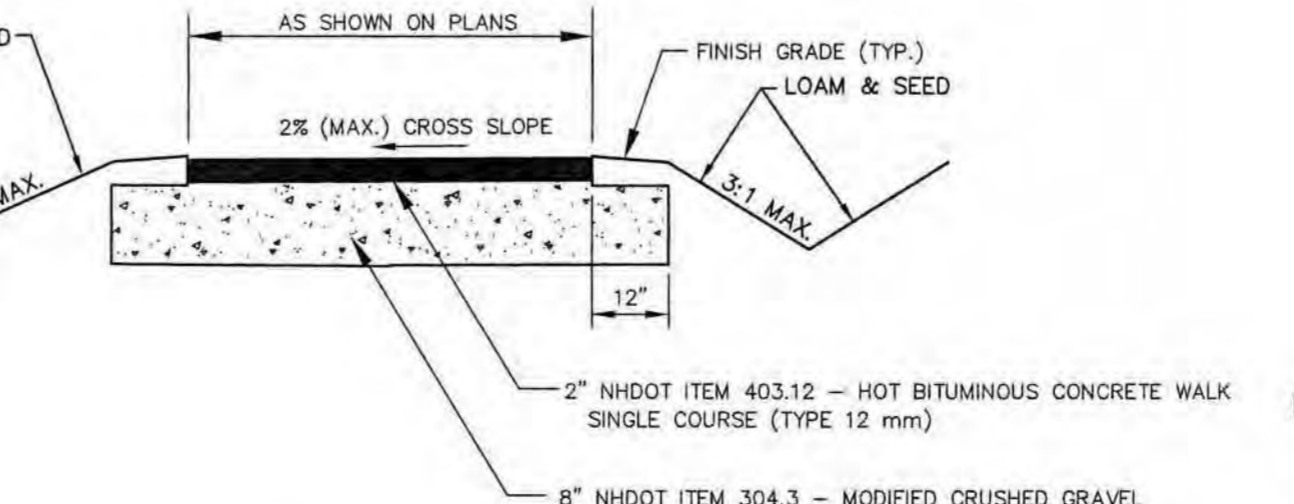 AS SHOWN ON PLANS
D
FINISH GRADE (TYP.)
LOAM & SEED
2% (MAX.) CROSS SLOPE
MAX.
3:1 MAX.
12"
2" NHDOT ITEM 403.12 – HOT BITUMINOUS CONCRETE WALK
SINGLE COURSE (TYPE 12 mm)
8" NHDOT ITEM 304.3 – MODIFIED CRUSHED GRAVEL